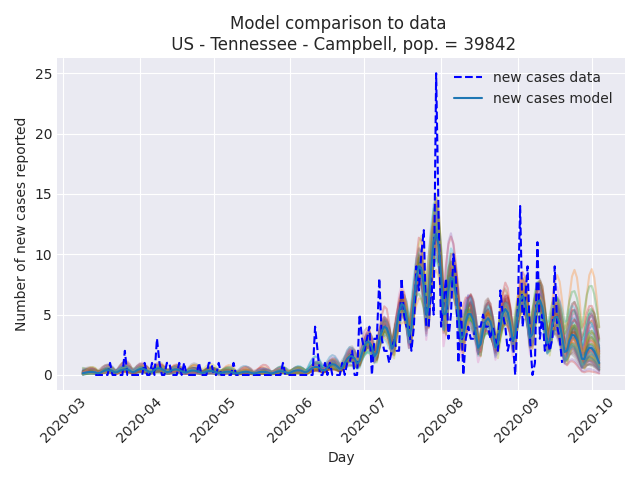 Model comparison to data
US - Tennessee - Campbell, pop. = 39842
new cases data
new cases model
Number of new cases reported
25
20
15
10
5
0
2020-03
2020-04
2020-05
2020-06
2020-07
2020-08
2020-09
2020-10
Day